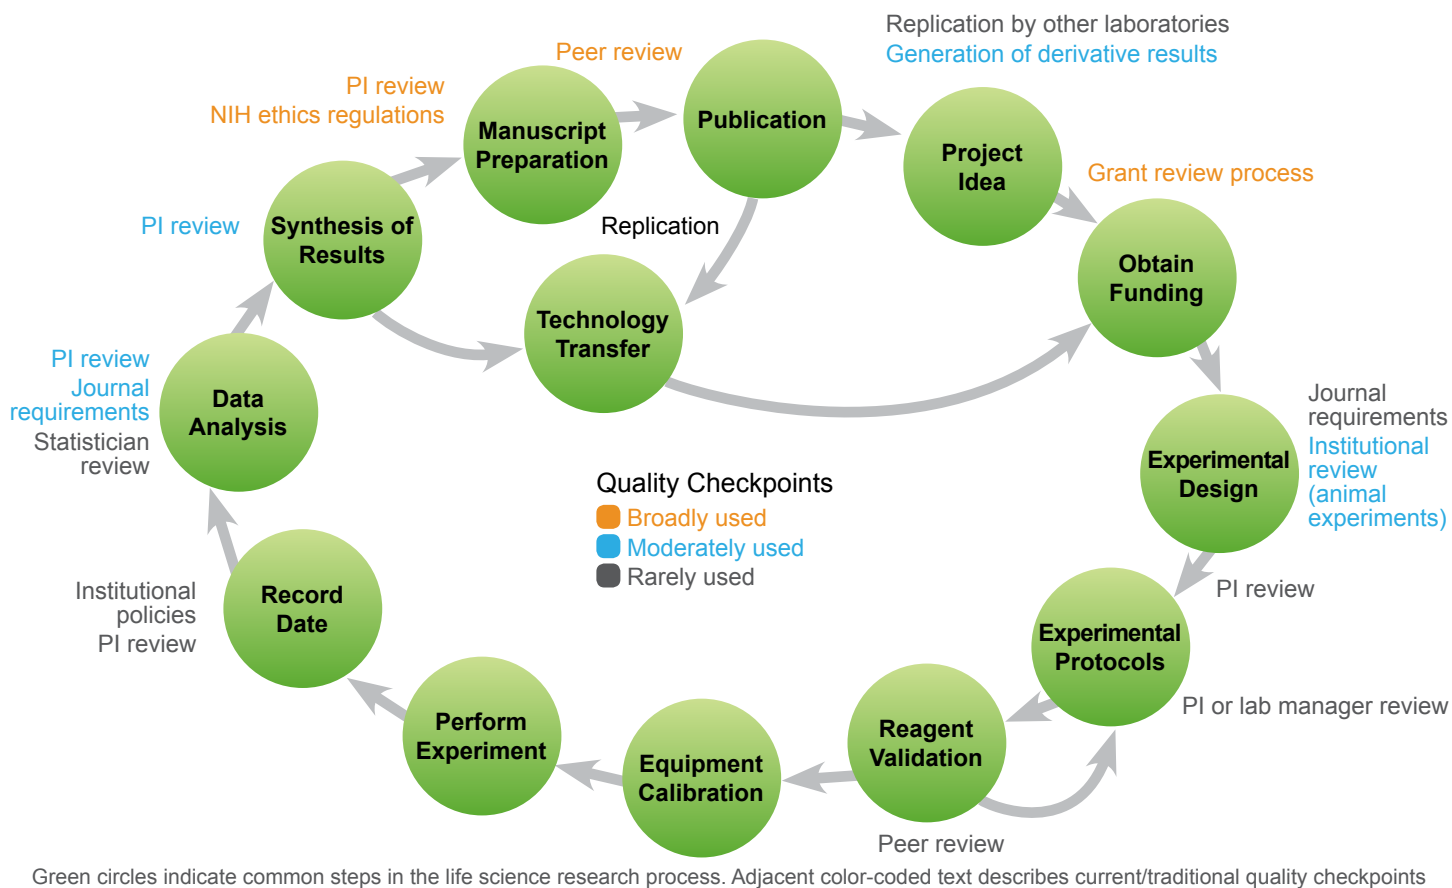 Replication by other laboratories
Generation of derivative results
Peer review
PI review
NIH ethics regulations
Publication
Manuscript
Preparation
Project
Idea
Grant review process
PI review
Synthesis of
Results
Replication
Obtain
Funding
Technology
Transfer
PI review
Journal
requirements
Statistician
review
Data
Analysis
Journal
requirements
Institutional
review
(animal
experiments)
Experimental
Design
Quality Checkpoints
Broadly used
Moderately used
Rarely used
Institutional
policies
PI review
Record
Date
PI review
Experimental
Protocols
PI or lab manager review
Perform
Experiment
Equipment
Calibration
Reagent
Validation
Peer review
Green circles indicate common steps in the life science research process. Adjacent color-coded text describes current/traditional quality checkpoints